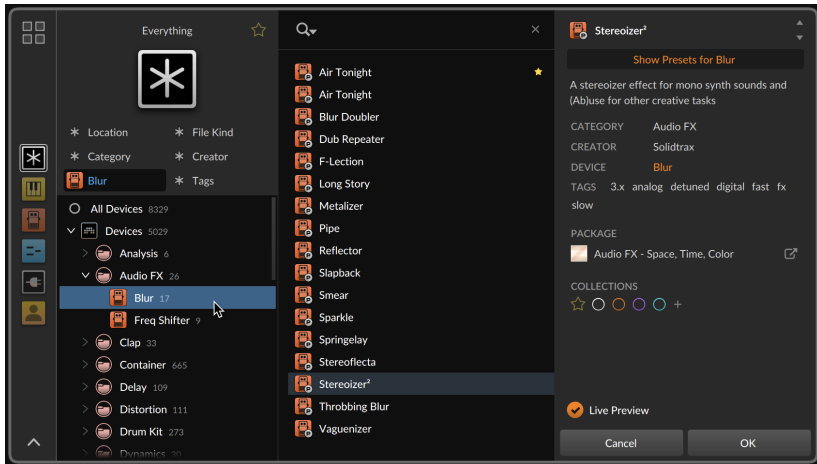 Everything
Location
File Kind
Category
Creator
Blur
Tags
All Devices 8329
Devices 5029
Analysis 6
Audio FX 26
Blur 17
Freq Shifter 9
Clap 33
Container 665
Delay 109
Distortion 111
Drum Kit 273
Dynamics 30
Air Tonight
Air Tonight
Blur Doubler
Dub Repeater
F-Lection
Long Story
Metalizer
Pipe
Reflector
Slapback
Smear
Sparkle
Springelay
Stereoflecta
Stereoizer²
Throbbing Blur
Vaguenizer
Stereoizer²
Show Presets for Blur
A stereoizer effect for mono synth sounds and
(Ab)use for other creative tasks
CATEGORY Audio FX
CREATOR Solidtrax
DEVICE Blur
TAGS 3.x analog detuned digital fast fx
slow
PACKAGE
Audio FX - Space, Time, Color
COLLECTIONS
Live Preview
Cancel
OK